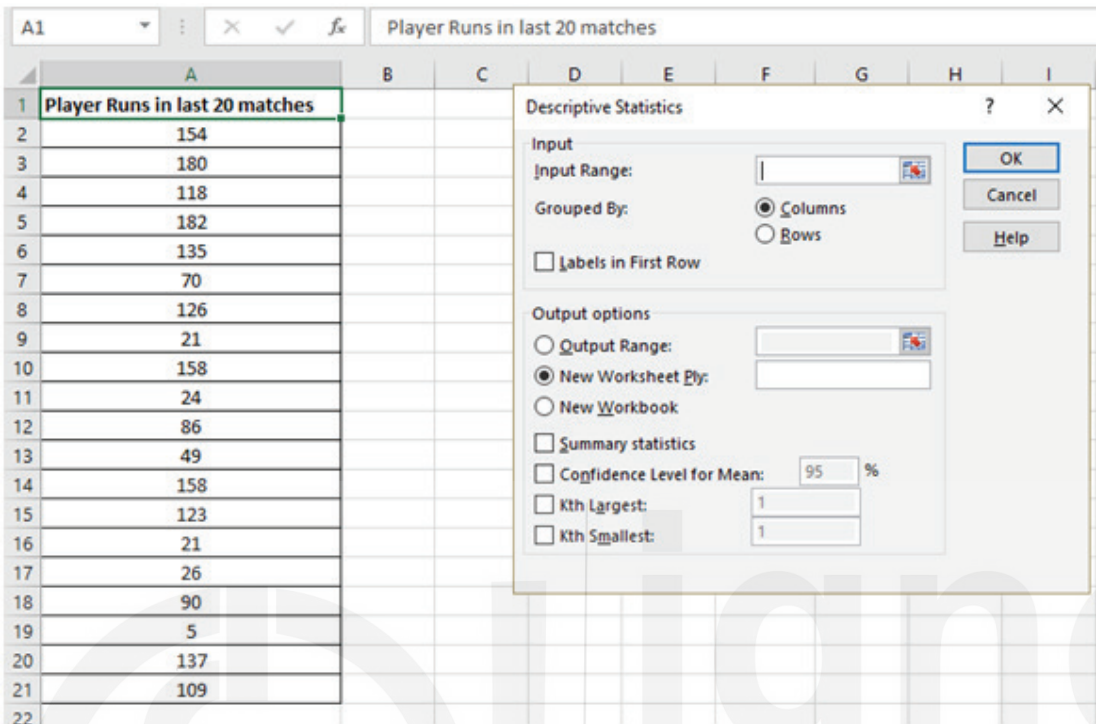 A1 fx Player Runs in last 20 matches
A B C D E F G H I
1 Player Runs in last 20 matches
2 154
3 180
4 118
5 182
6 135
7 70
8 126
9 21
10 158
11 24
12 86
13 49
14 158
15 123
16 21
17 26
18 90
19 5
20 137
21 109
22
Descriptive Statistics ? ×
Input
Input Range:
Grouped By: Columns
Rows
Labels in First Row
OK
Cancel
Help
Output options
Output Range:
New Worksheet Ply:
New Workbook
Summary statistics
Confidence Level for Mean: 95 %
Kth Largest: 1
Kth Smallest: 1